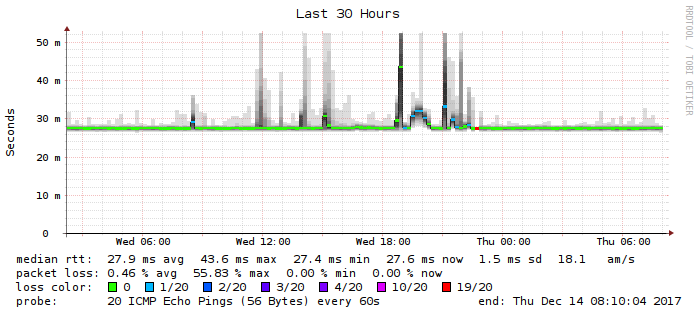 Last 30 Hours
RRDTOOL / TOBI OETIKER
Seconds
50 m
40 m
30 m
20 m
10 m
0
Wed 06:00 Wed 12:00 Wed 18:00 Thu 00:00 Thu 06:00
median rtt: 27.9 ms avg 43.6 ms max 27.4 ms min 27.6 ms now 1.5 ms sd 18.1 am/s
packet loss: 0.46 % avg 55.83 % max 0.00 % min 0.00 % now
loss color: 0 1/20 2/20 3/20 4/20 10/20 19/20
probe: 20 ICMP Echo Pings (56 Bytes) every 60s end: Thu Dec 14 08:10:04 2017